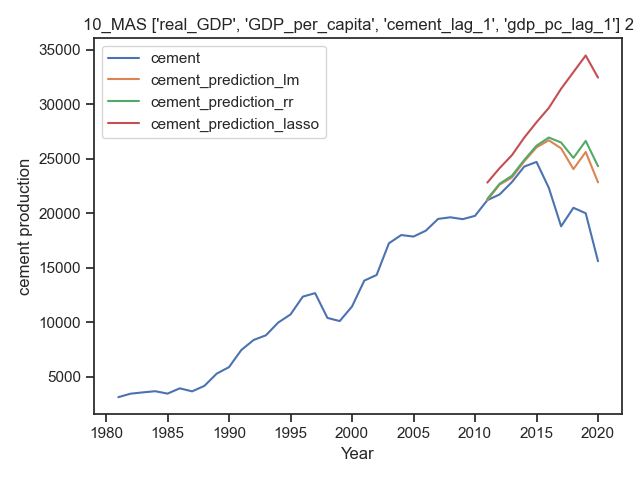 10_MAS ['real_GDP', 'GDP_per_capita', 'cement_lag_1', 'gdp_pc_lag_1'] 2
35000
30000
25000
20000
15000
10000
5000
cement production
cement
cement_prediction_lm
cement_prediction_rr
cement_prediction_lasso
1980 1985 1990 1995 2000 2005 2010 2015 2020
Year